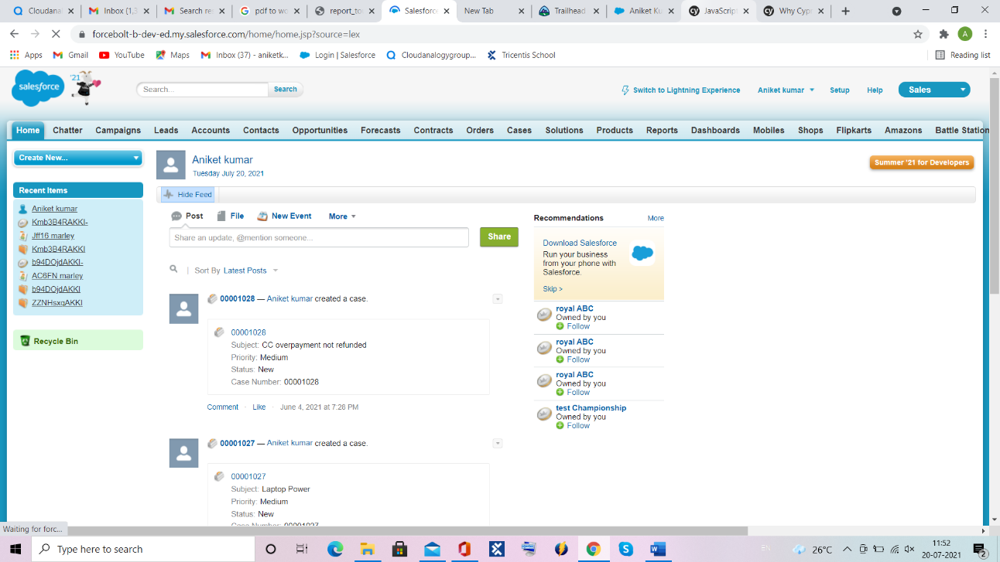 Cloudanal Inbox (1,3 Search re pdf to wo report_to Salesforce New Tab Trailhead Aniket Ku JavaScript Why Cyp
forcebolt-b-dev-ed.my.salesforce.com/home/home.jsp?source=lex A
Apps Gmail YouTube Maps Inbox (37) - aniketk... Login | Salesforce Cloudanalogygroup... Tricentis School Reading list
salesforce '21 Search... Search Switch to Lightning Experience Aniket kumar Setup Help Sales
Home Chatter Campaigns Leads Accounts Contacts Opportunities Forecasts Contracts Orders Cases Solutions Products Reports Dashboards Mobiles Shops Flipkarts Amazons Battle Station
Create New...
Recent Items
Aniket kumar
Kmb3B4RAKKI-
Jff16 marley
Kmb3B4RAKKI
b94DOjdAKKI-
AC6FN marley
b94DOjdAKKI
ZZNHsxgAKKI
Recycle Bin
Aniket kumar
Tuesday July 20, 2021
Summer '21 for Developers
Hide Feed
Post File New Event More
Share an update, @mention someone... Share
Sort By Latest Posts
00001028 — Aniket kumar created a case.
00001028
Subject: CC overpayment not refunded
Priority: Medium
Status: New
Case Number: 00001028
Comment · Like · June 4, 2021 at 7:28 PM
00001027 — Aniket kumar created a case.
00001027
Subject: Laptop Power
Priority: Medium
Status: New
Case Number: 00001027
Recommendations More
Download Salesforce
Run your business
from your phone with
Salesforce.
Skip >
royal ABC
Owned by you
Follow
royal ABC
Owned by you
Follow
royal ABC
Owned by you
Follow
test Championship
Owned by you
Follow
Waiting for forc...
Type here to search
EN 26°C 11:52
20-07-2021 2